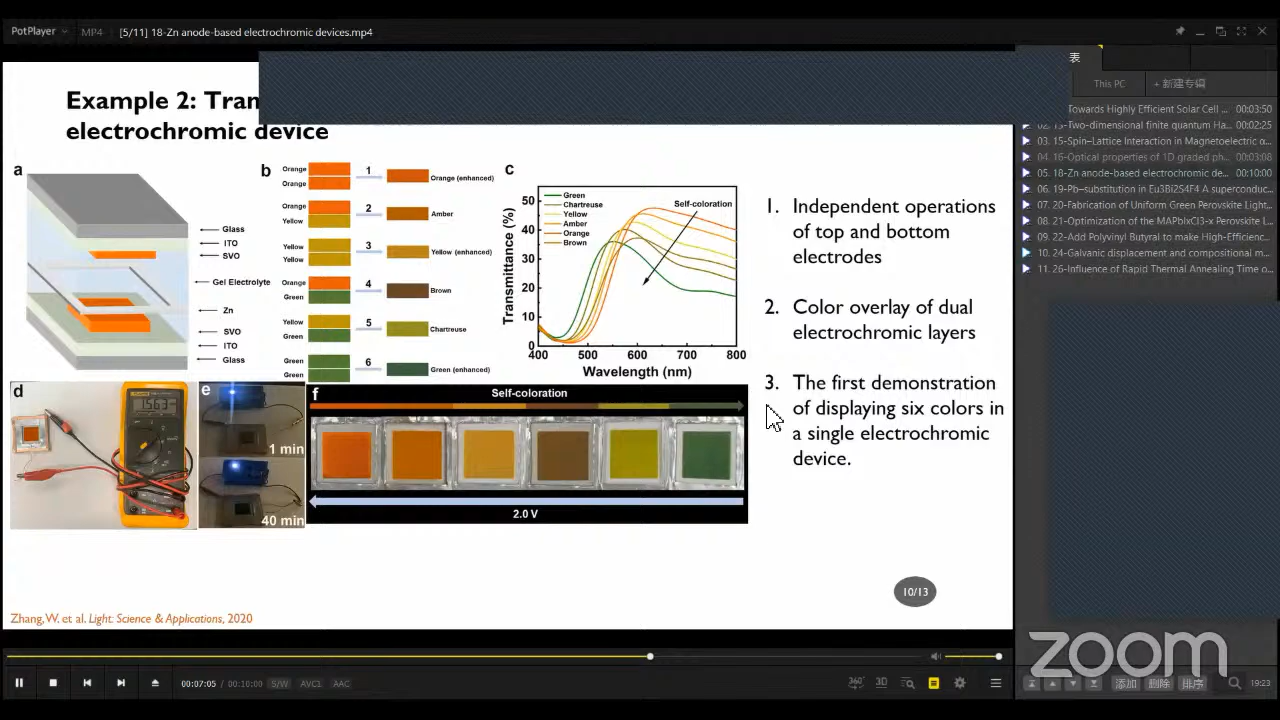 PotPlayer
MP4
[5/11] 18-Zn anode-based electrochromic devices.mp4
Example 2: Tran
electrochromic device
a
Glass
ITO
SVO
Gel Electrolyte
Zn
SVO
ITO
Glass
b
Orange
Orange
1
Orange (enhanced)
Orange
Yellow
2
Amber
Yellow
Yellow
3
Yellow (enhanced)
Orange
Green
4
Brown
Yellow
Green
5
Chartreuse
Green
Green
6
Green (enhanced)
c
Transmittance (%)
50
40
30
20
10
0
400
500
600
700
800
Wavelength (nm)
Green
Chartreuse
Yellow
Amber
Orange
Brown
Self-coloration
d
e
1 min
40 min
f
Self-coloration
2.0 V
1. Independent operations
of top and bottom
electrodes
2. Color overlay of dual
electrochromic layers
3. The first demonstration
of displaying six colors in
a single electrochromic
device.
10/13
Zhang, W. et al. Light: Science & Applications, 2020
表
This PC
+ 新建专辑
Towards Highly Efficient Solar Cell ... 00:03:50
02. 13-Two-dimensional finite quantum Ha... 00:02:25
03. 15-Spin–Lattice Interaction in Magnetoelectric α...
04. 16-Optical properties of 1D graded ph... 00:03:08
05. 18-Zn anode-based electrochromic de... 00:10:00
06. 19-Pb–substitution in Eu3Bi2S4F4 A superconduc...
07. 20-Fabrication of Uniform Green Perovskite Light...
08. 21-Optimization of the MAPbIxCl3-x Perovskite L...
09. 22-Add Polyvinyl Butyral to make High-Efficienc...
10. 24-Galvanic displacement and compositional m...
11. 26-Influence of Rapid Thermal Annealing Time o...
zoom
00:07:05 / 00:10:00
S/W
AVC1
AAC
360°
3D
添加
删除
排序
19:23